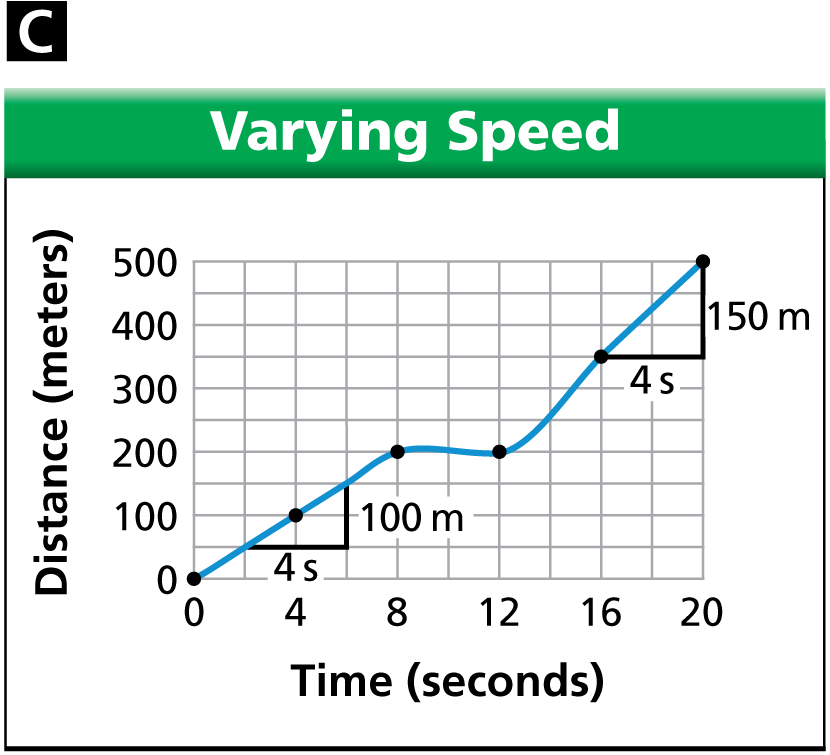 C
Varying Speed
Distance (meters)
500
400
300
200
100
0
150 m
4 s
100 m
4 s
0 4 8 12 16 20
Time (seconds)